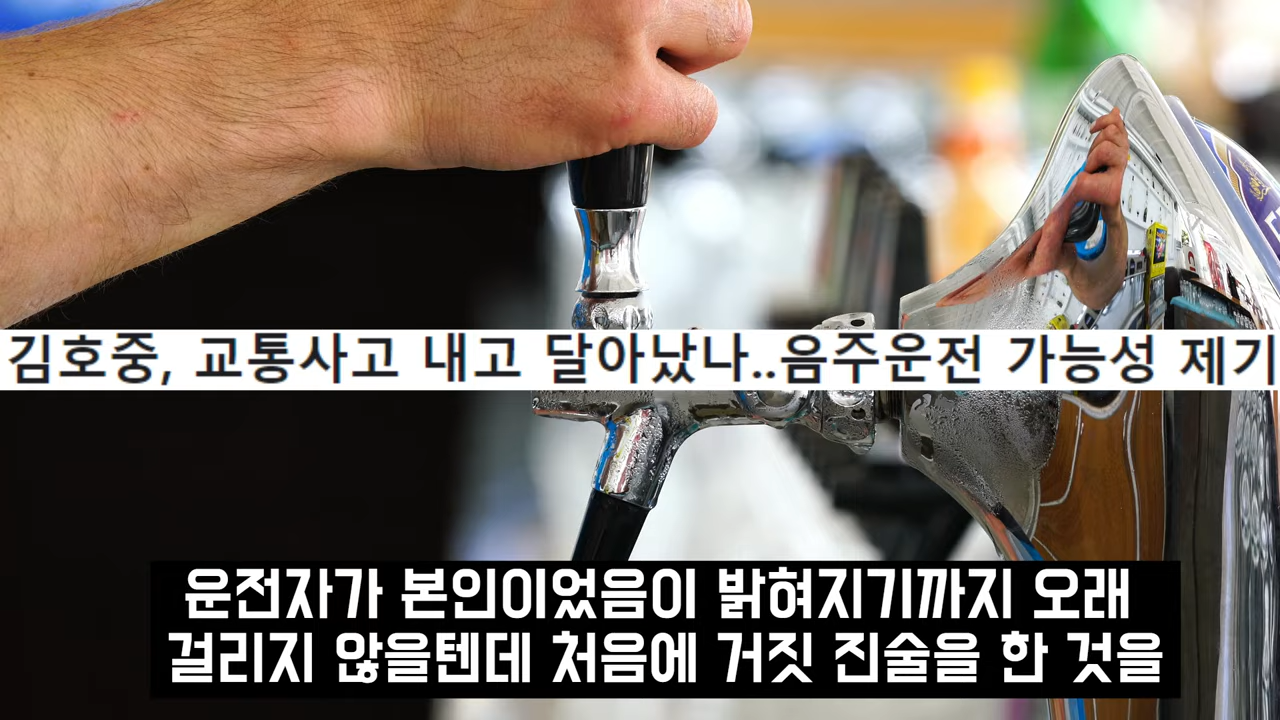 김호중, 교통사고 내고 달아났나..음주운전 가능성 제기
운전자가 본인이었음이 밝혀지기까지 오래
걸리지 않을텐데 처음에 거짓 진술을 한 것을